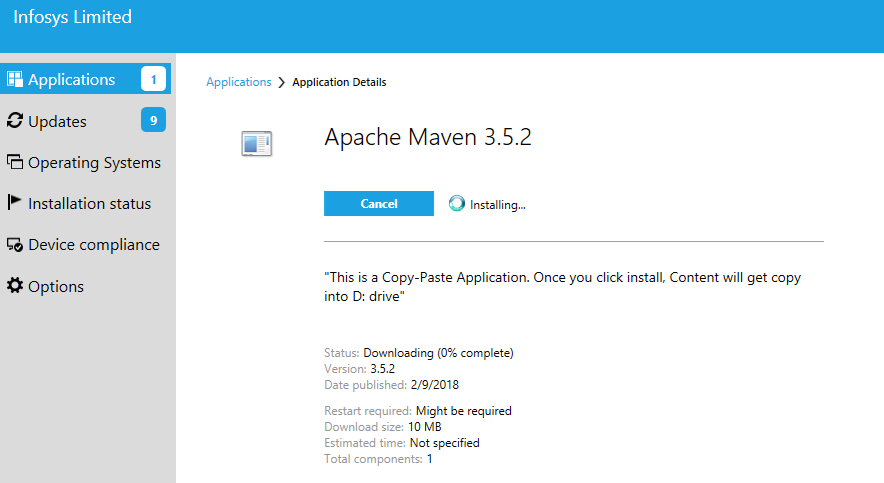 Infosys Limited
Applications 1
Updates 9
Operating Systems
Installation status
Device compliance
Options
Applications > Application Details
Apache Maven 3.5.2
Cancel Installing...
"This is a Copy-Paste Application. Once you click install, Content will get copy
into D: drive"
Status: Downloading (0% complete)
Version: 3.5.2
Date published: 2/9/2018
Restart required: Might be required
Download size: 10 MB
Estimated time: Not specified
Total components: 1